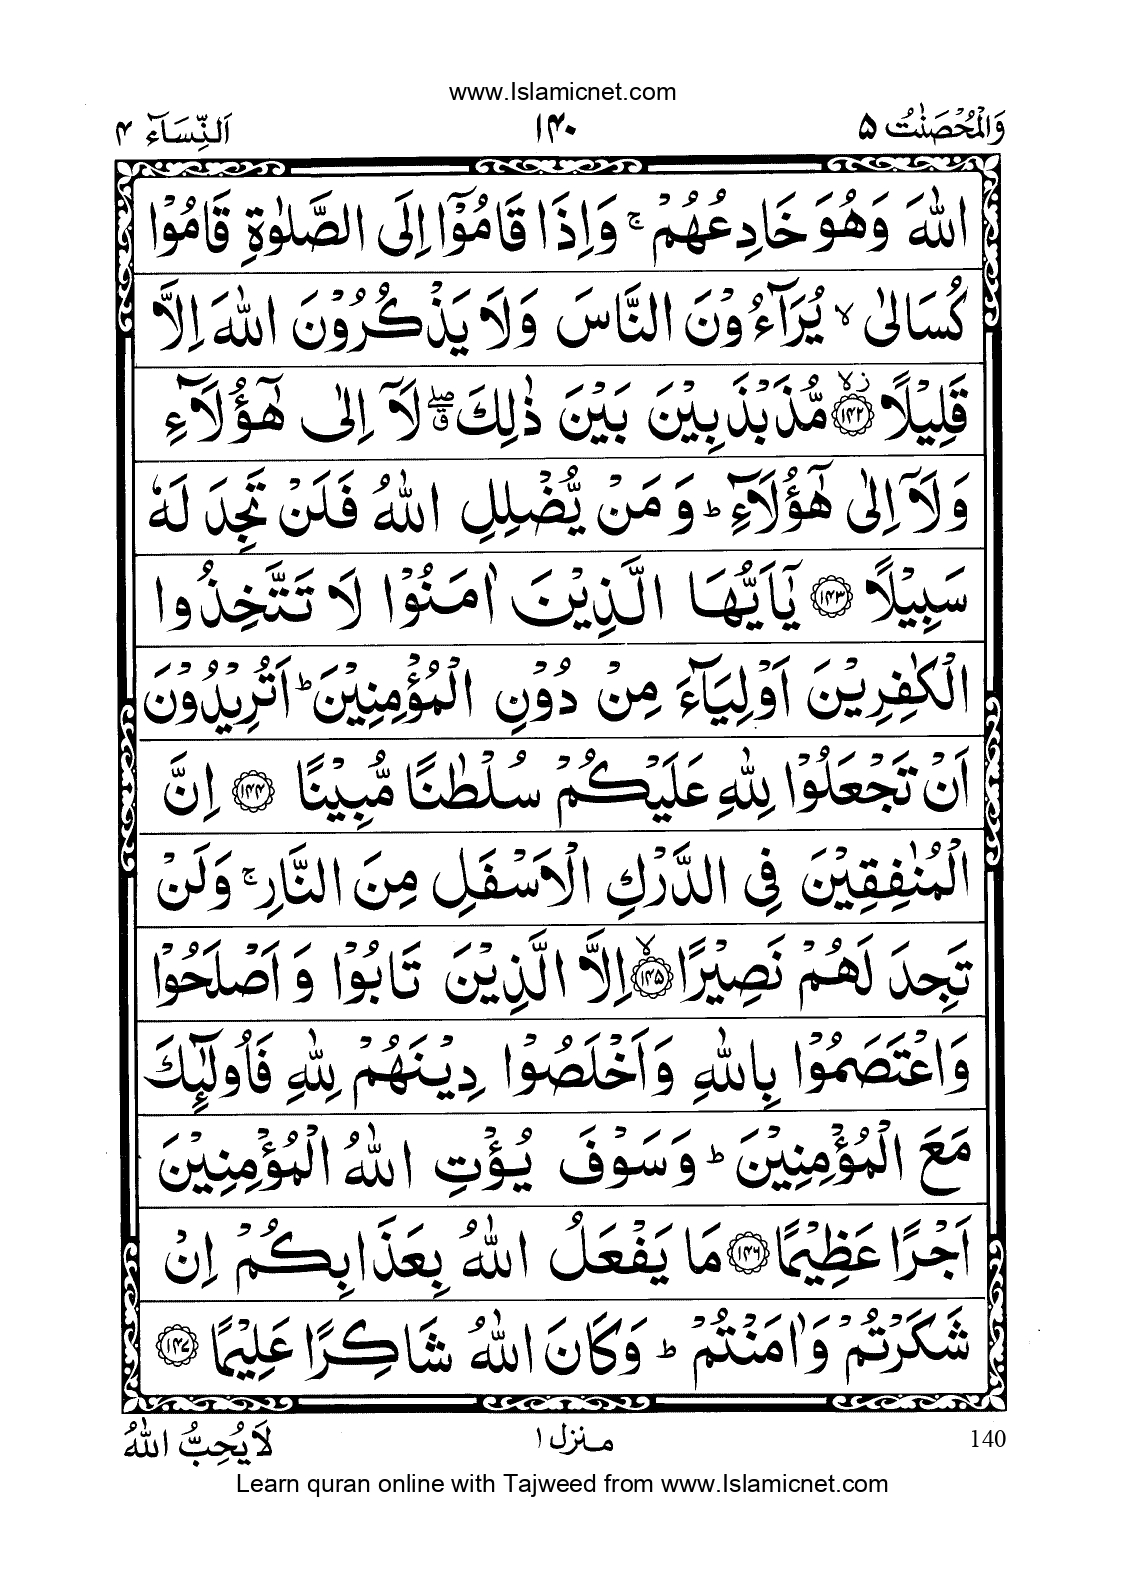 www.Islamicnet.com
وَالْمُحْصَنٰتُ ۵ ۱۴۰ اَلنِّسَآء ۴
اللّٰهَ وَهُوَ خَادِعُهُمْ ۚ وَاِذَا قَامُوْۤا اِلَى الصَّلٰوةِ قَامُوْا
كُسَالٰى ۙ يُرَآءُوْنَ النَّاسَ وَلَا يَذْكُرُوْنَ اللّٰهَ اِلَّا
قَلِيْلًا ۱۴۲ مُّذَبْذَبِيْنَ بَيْنَ ذٰلِكَ ۖ ق لَاۤ اِلٰى هٰۤؤُلَآءِ
وَلَاۤ اِلٰى هٰۤؤُلَآءِ ؕ وَمَنْ يُّضْلِلِ اللّٰهُ فَلَنْ تَجِدَ لَهٗ
سَبِيْلًا ۱۴۳ يٰۤاَيُّهَا الَّذِيْنَ اٰمَنُوْا لَا تَتَّخِذُوا
الْكٰفِرِيْنَ اَوْلِيَآءَ مِنْ دُوْنِ الْمُؤْمِنِيْنَ ؕ اَتُرِيْدُوْنَ
اَنْ تَجْعَلُوْا لِلّٰهِ عَلَيْكُمْ سُلْطٰنًا مُّبِيْنًا ۱۴۴ اِنَّ
الْمُنٰفِقِيْنَ فِى الدَّرْكِ الْاَسْفَلِ مِنَ النَّارِ ۚ وَلَنْ
تَجِدَ لَهُمْ نَصِيْرًا ۙ ۱۴۵ اِلَّا الَّذِيْنَ تَابُوْا وَاَصْلَحُوْا
وَاعْتَصَمُوْا بِاللّٰهِ وَاَخْلَصُوْا دِيْنَهُمْ لِلّٰهِ فَاُولٰٓئِكَ
مَعَ الْمُؤْمِنِيْنَ ؕ وَسَوْفَ يُؤْتِ اللّٰهُ الْمُؤْمِنِيْنَ
اَجْرًا عَظِيْمًا ۱۴۶ مَا يَفْعَلُ اللّٰهُ بِعَذَابِكُمْ اِنْ
شَكَرْتُمْ وَاٰمَنْتُمْ ؕ وَكَانَ اللّٰهُ شَاكِرًا عَلِيْمًا ۱۴۷
140 منزل ۱ لَا يُحِبُّ اللّٰهُ
Learn quran online with Tajweed from www.Islamicnet.com